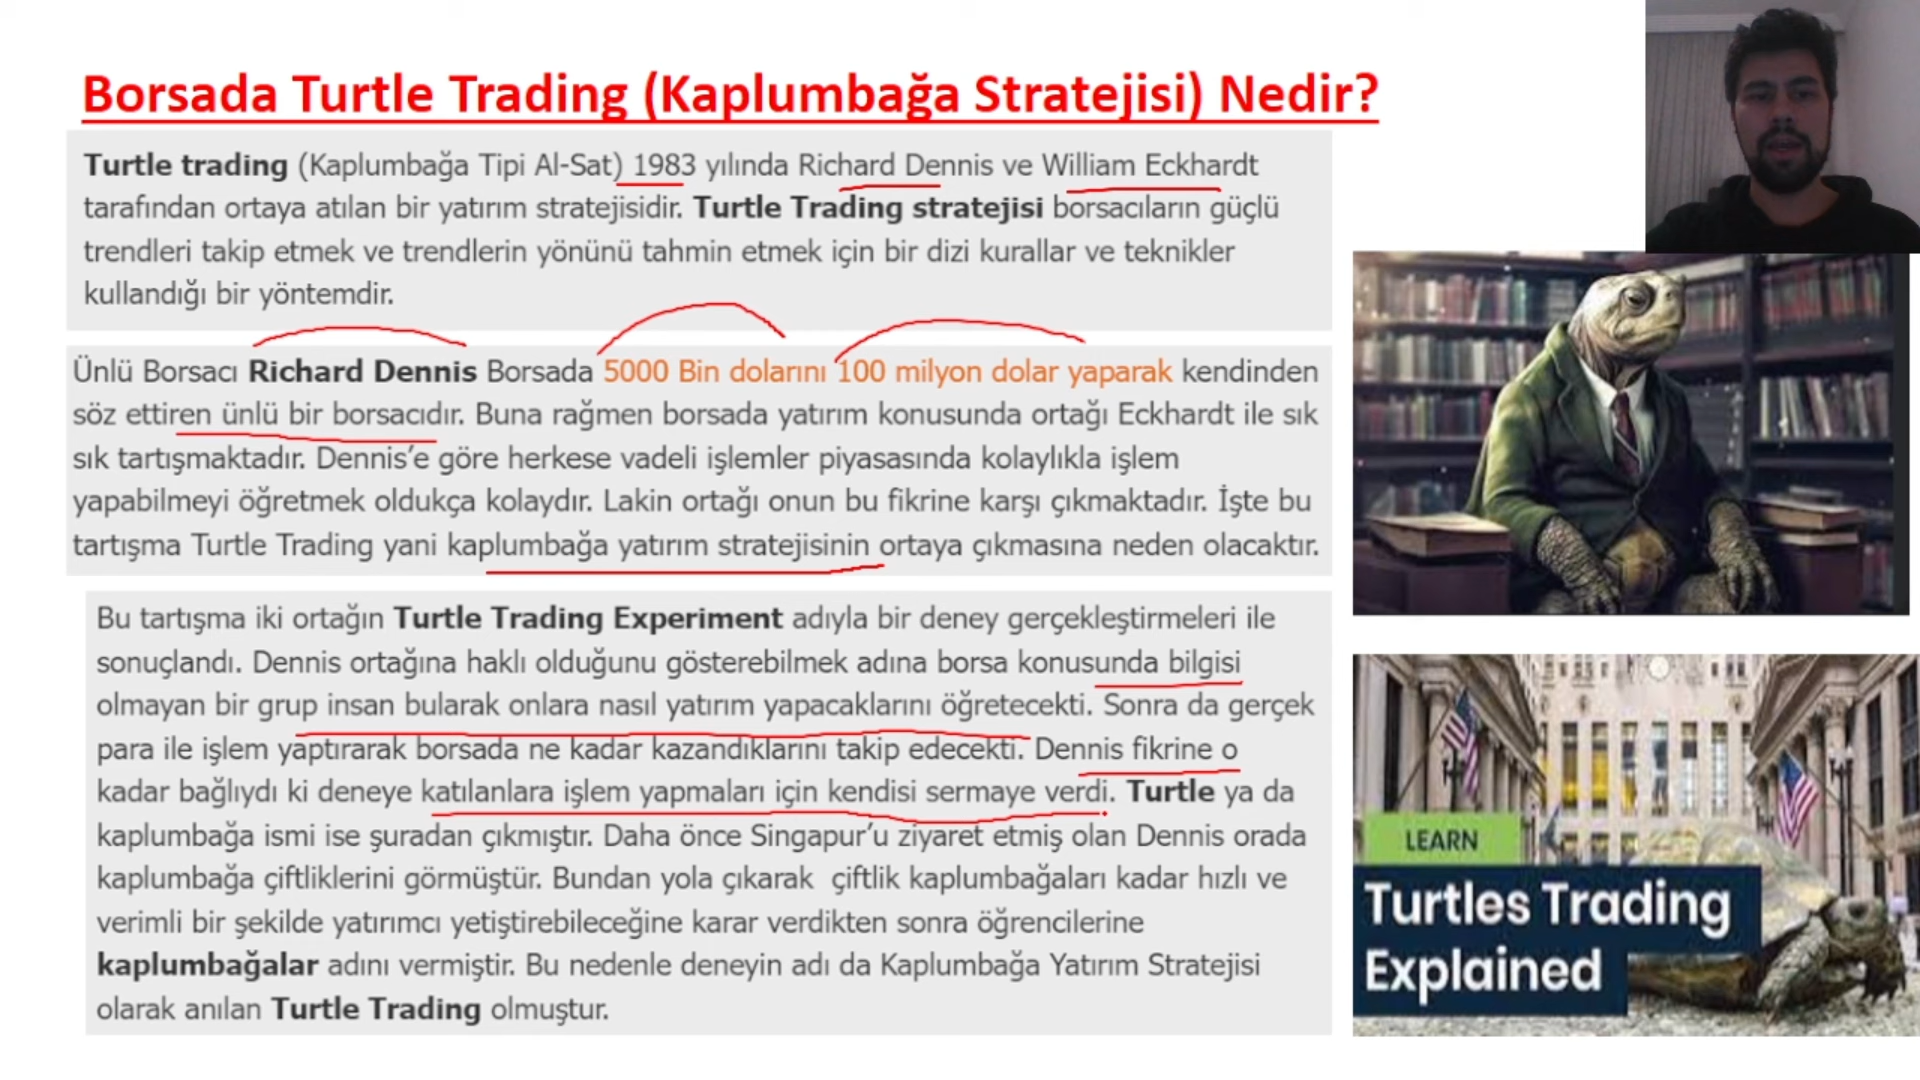 Borsada Turtle Trading (Kaplumbağa Stratejisi) Nedir?
Turtle trading (Kaplumbağa Tipi Al-Sat) 1983 yılında Richard Dennis ve William Eckhardt
tarafından ortaya atılan bir yatırım stratejisidir. Turtle Trading stratejisi borsacıların güçlü
trendleri takip etmek ve trendlerin yönünü tahmin etmek için bir dizi kurallar ve teknikler
kullandığı bir yöntemdir.
Ünlü Borsacı Richard Dennis Borsada 5000 Bin dolarını 100 milyon dolar yaparak kendinden
söz ettiren ünlü bir borsacıdır. Buna rağmen borsada yatırım konusunda ortağı Eckhardt ile sık
sık tartışmaktadır. Dennis’e göre herkese vadeli işlemler piyasasında kolaylıkla işlem
yapabilmeyi öğretmek oldukça kolaydır. Lakin ortağı onun bu fikrine karşı çıkmaktadır. İşte bu
tartışma Turtle Trading yani kaplumbağa yatırım stratejisinin ortaya çıkmasına neden olacaktır.
Bu tartışma iki ortağın Turtle Trading Experiment adıyla bir deney gerçekleştirmeleri ile
sonuçlandı. Dennis ortağına haklı olduğunu gösterebilmek adına borsa konusunda bilgisi
olmayan bir grup insan bularak onlara nasıl yatırım yapacaklarını öğretecekti. Sonra da gerçek
para ile işlem yaptırarak borsada ne kadar kazandıklarını takip edecekti. Dennis fikrine o
kadar bağlıydı ki deneye katılanlara işlem yapmaları için kendisi sermaye verdi. Turtle ya da
kaplumbağa ismi ise şuradan çıkmıştır. Daha önce Singapur’u ziyaret etmiş olan Dennis orada
kaplumbağa çiftliklerini görmüştür. Bundan yola çıkarak çiftlik kaplumbağaları kadar hızlı ve
verimli bir şekilde yatırımcı yetiştirebileceğine karar verdikten sonra öğrencilerine
kaplumbağalar adını vermiştir. Bu nedenle deneyin adı da Kaplumbağa Yatırım Stratejisi
olarak anılan Turtle Trading olmuştur.
LEARN
Turtles Trading
Explained